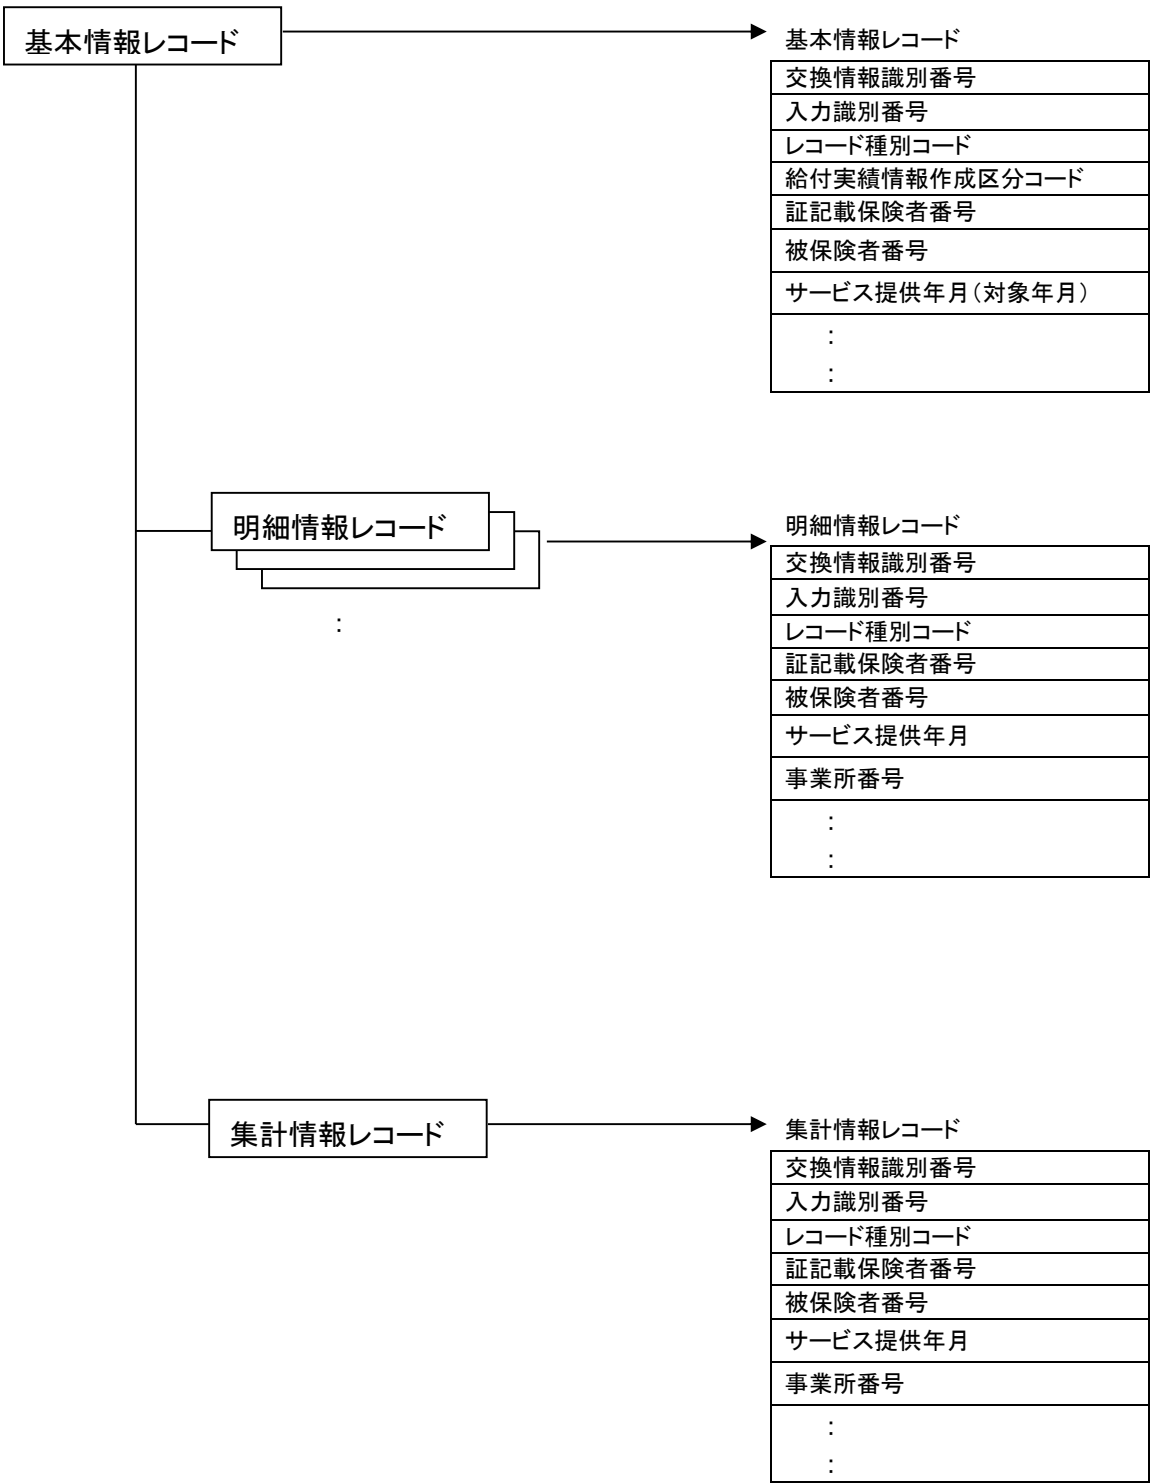 基本情報レコード
基本情報レコード
交換情報識別番号
入力識別番号
レコード種別コード
給付実績情報作成区分コード
証記載保険者番号
被保険者番号
サービス提供年月（対象年月）
：
：
明細情報レコード
：
明細情報レコード
交換情報識別番号
入力識別番号
レコード種別コード
証記載保険者番号
被保険者番号
サービス提供年月
事業所番号
：
：
集計情報レコード
集計情報レコード
交換情報識別番号
入力識別番号
レコード種別コード
証記載保険者番号
被保険者番号
サービス提供年月
事業所番号
：
：